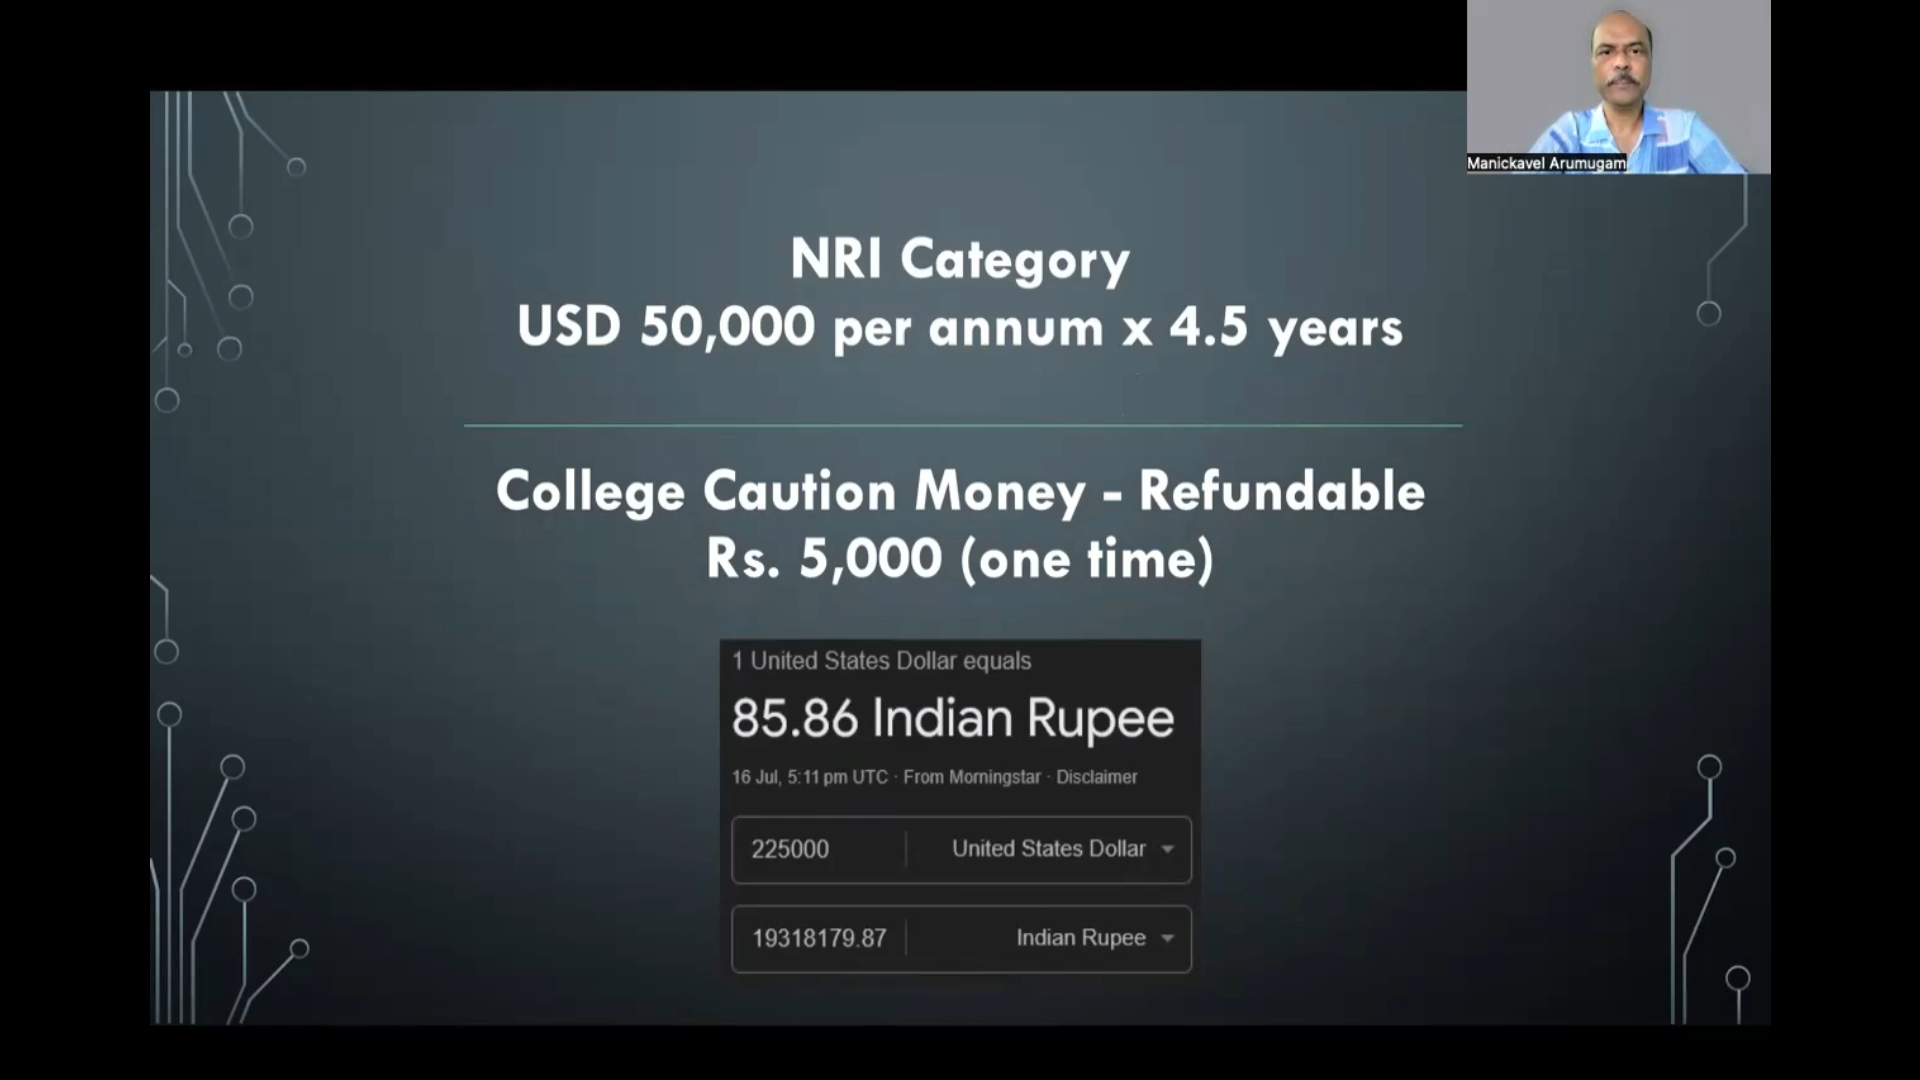 Manickavel Arumugam
NRI Category
USD 50,000 per annum x 4.5 years
College Caution Money - Refundable
Rs. 5,000 (one time)
1 United States Dollar equals
85.86 Indian Rupee
16 Jul, 5:11 pm UTC · From Morningstar · Disclaimer
225000 United States Dollar
19318179.87 Indian Rupee